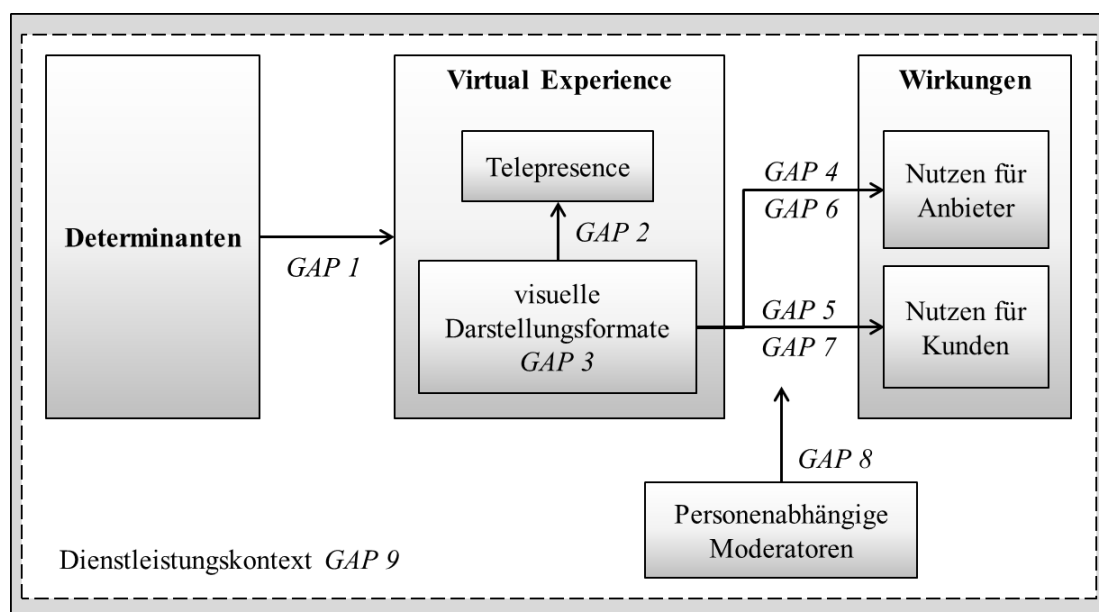 Determinanten
GAP 1
Virtual Experience
Telepresence
GAP 2
visuelle
Darstellungsformate
GAP 3
GAP 4
GAP 6
GAP 5
GAP 7
Wirkungen
Nutzen für
Anbieter
Nutzen für
Kunden
GAP 8
Personenabhängige
Moderatoren
Dienstleistungskontext GAP 9